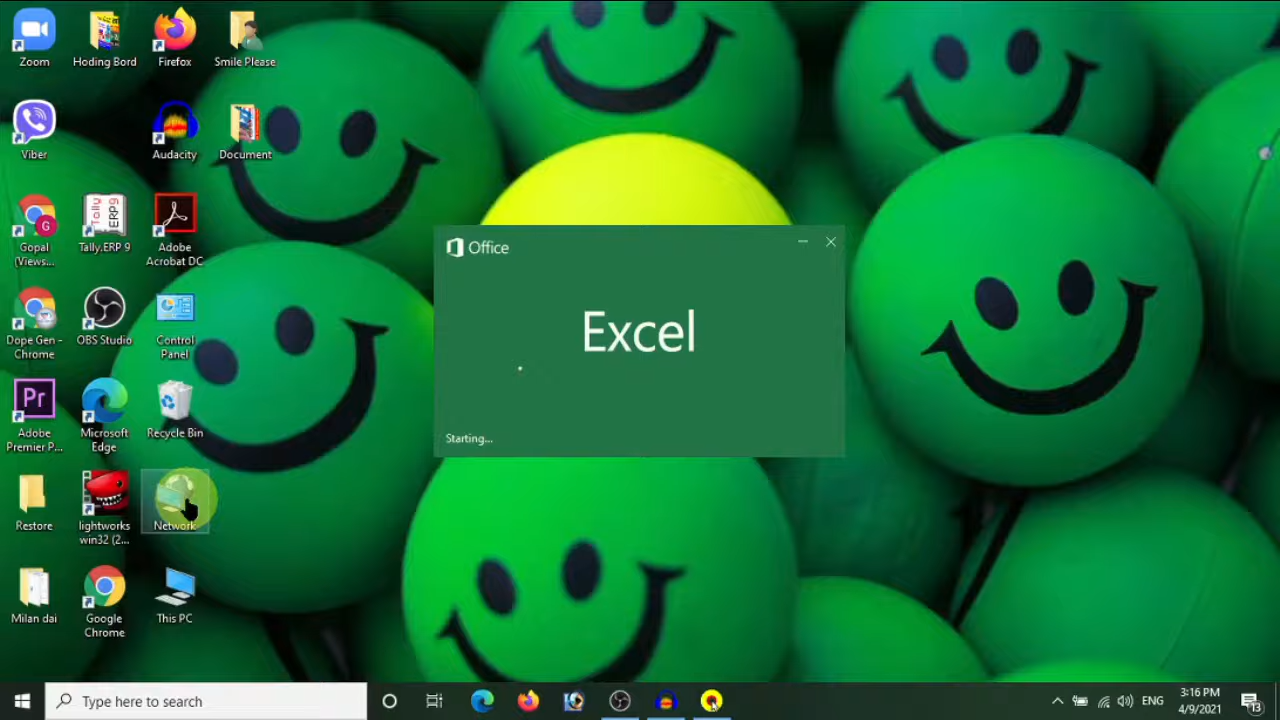 Zoom
Hoding Bord
Firefox
Smile Please
Viber
Audacity
Document
Gopal
(Views...
Tally.ERP 9
Adobe
Acrobat DC
Dope Gen -
Chrome
OBS Studio
Control
Panel
Adobe
Premier P...
Microsoft
Edge
Recycle Bin
Restore
lightworks
win32 (2...
Network
Milan dai
Google
Chrome
This PC
Office
Excel
Starting...
Type here to search
ENG
3:16 PM
4/9/2021
13